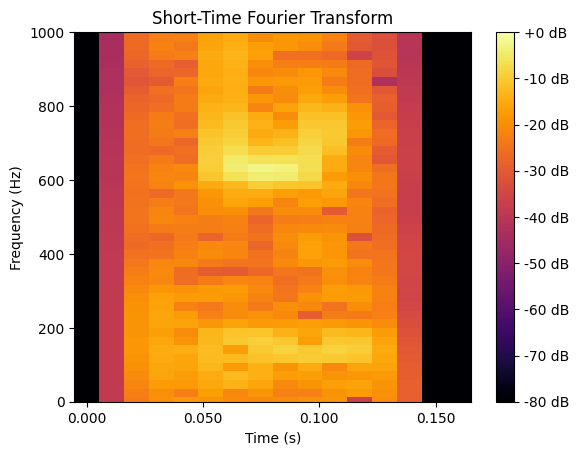 Short-Time Fourier Transform
Frequency (Hz)
1000
800
600
400
200
0
0.000
0.050
0.100
0.150
Time (s)
+0 dB
-10 dB
-20 dB
-30 dB
-40 dB
-50 dB
-60 dB
-70 dB
-80 dB